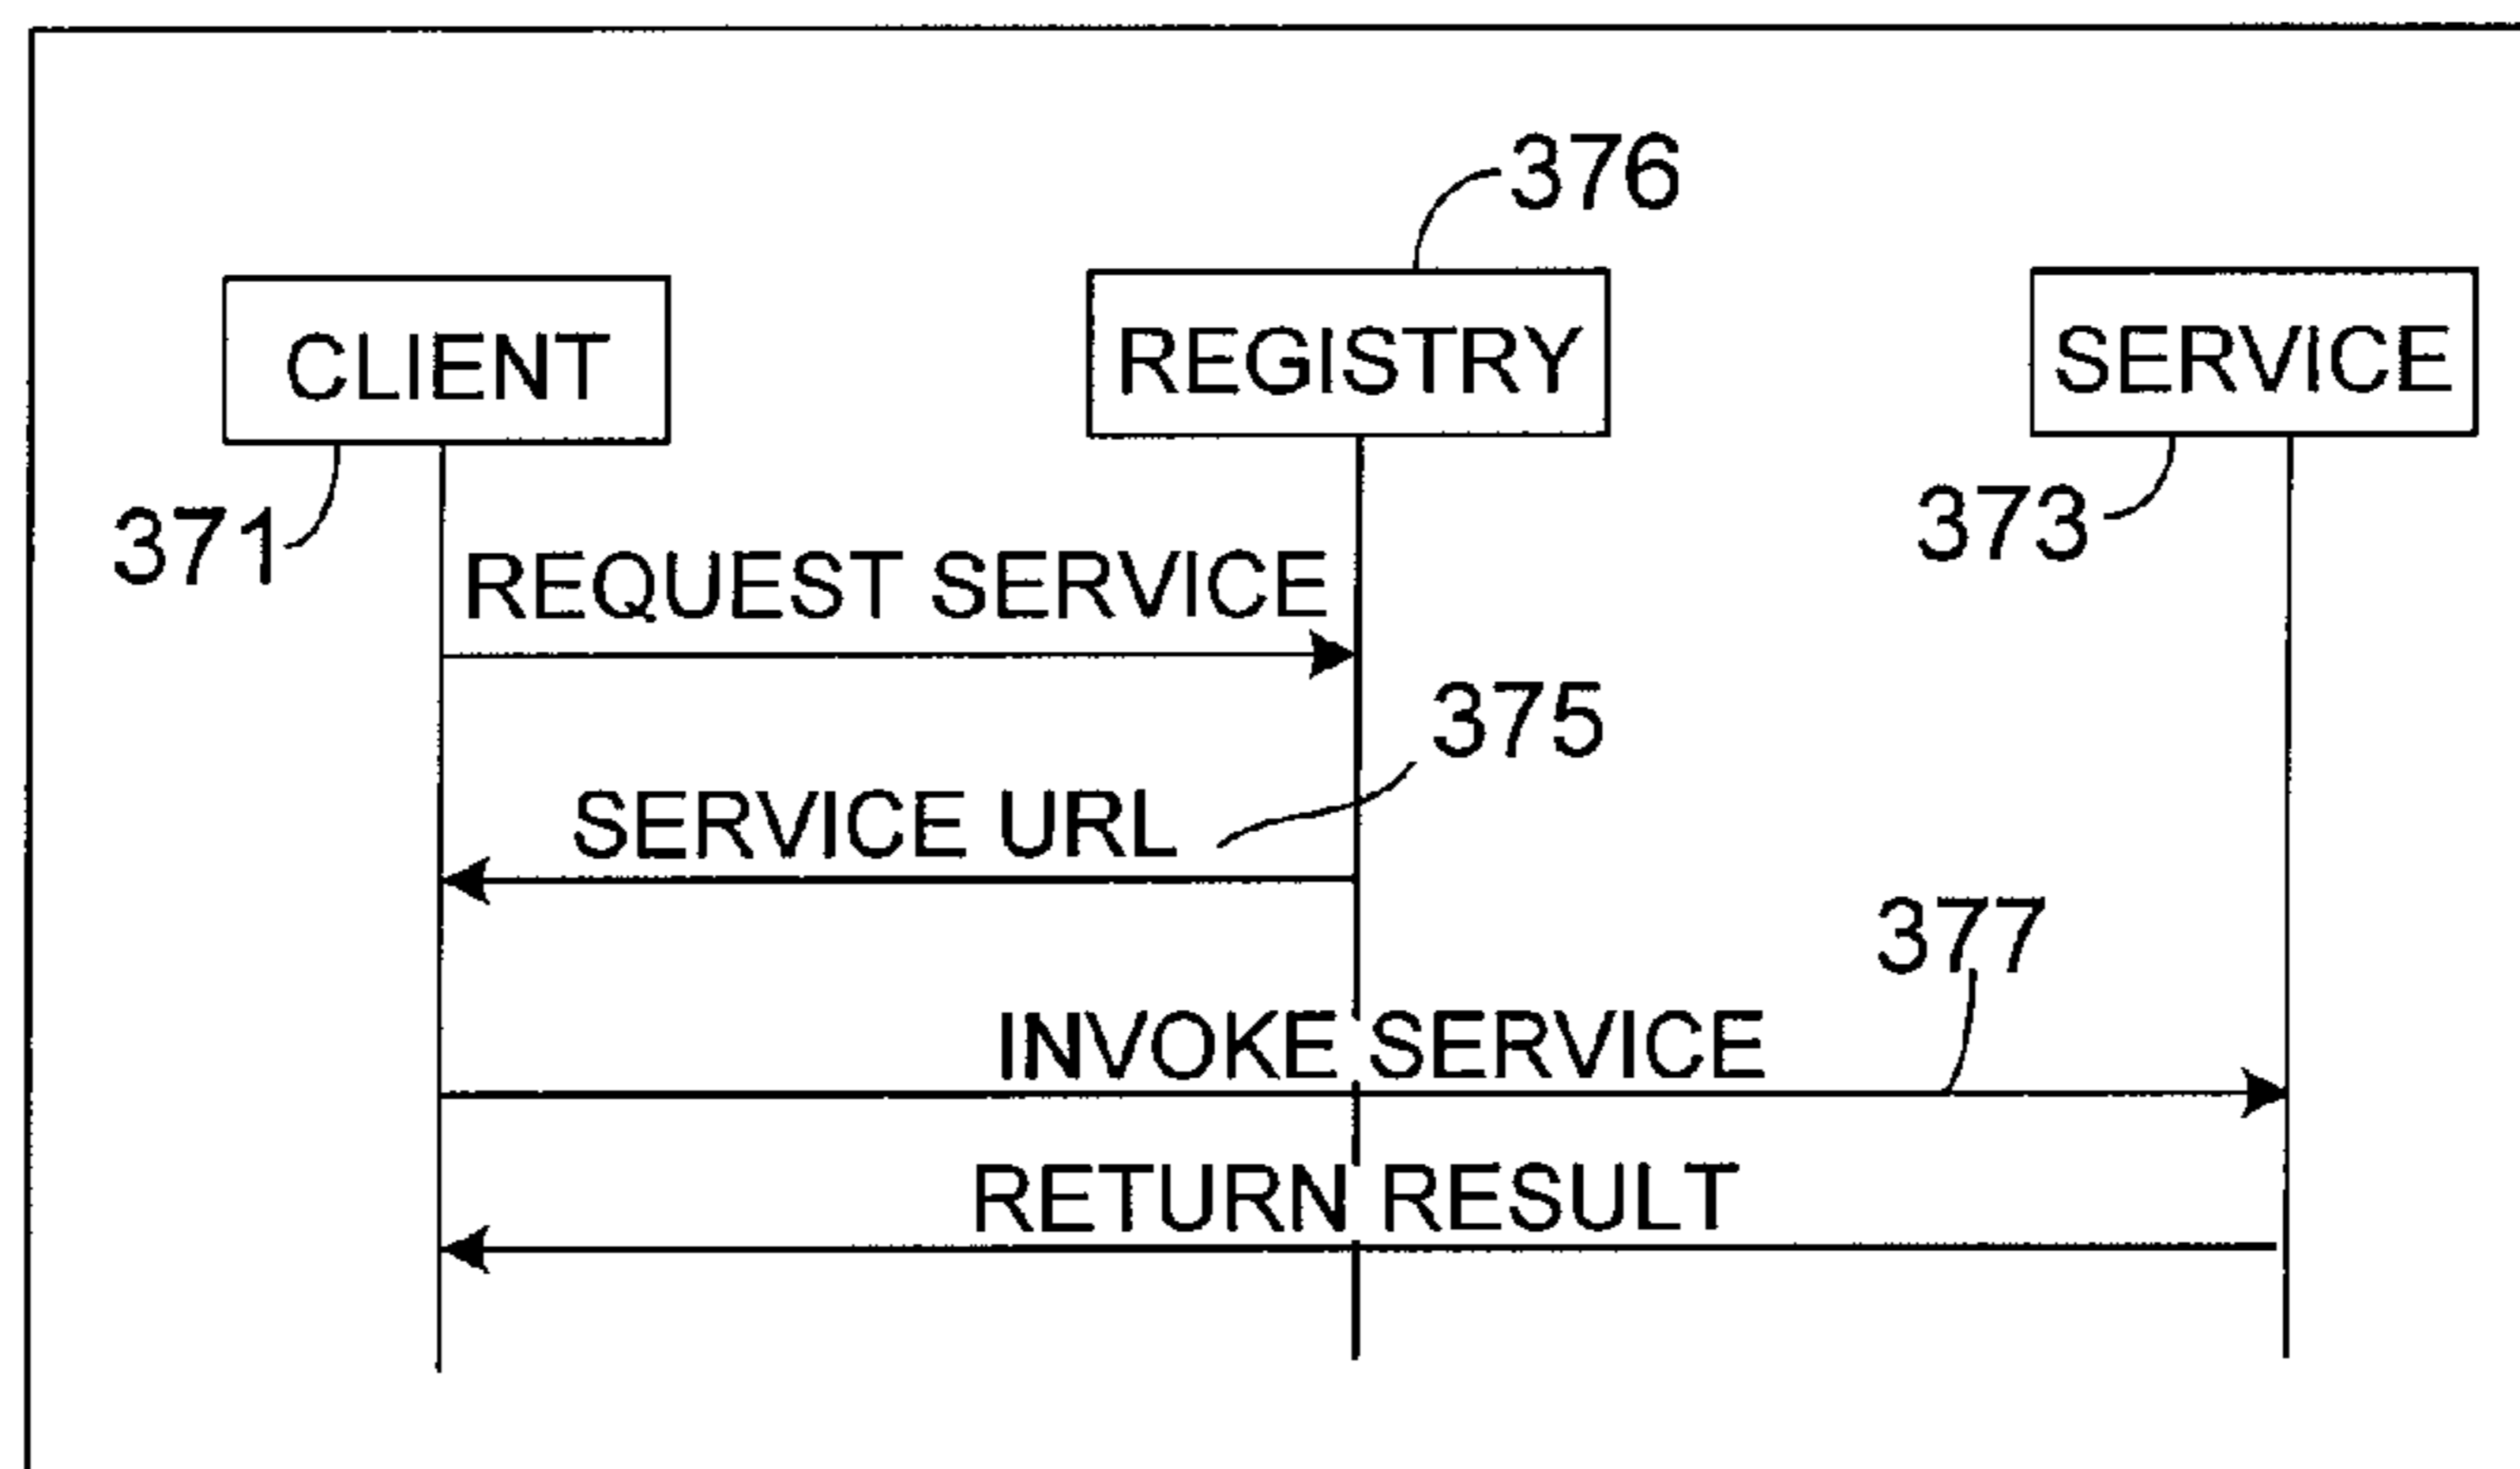 376
CLIENT
REGISTRY
SERVICE
371
373
REQUEST SERVICE
375
SERVICE URL
377
INVOKE SERVICE
RETURN RESULT